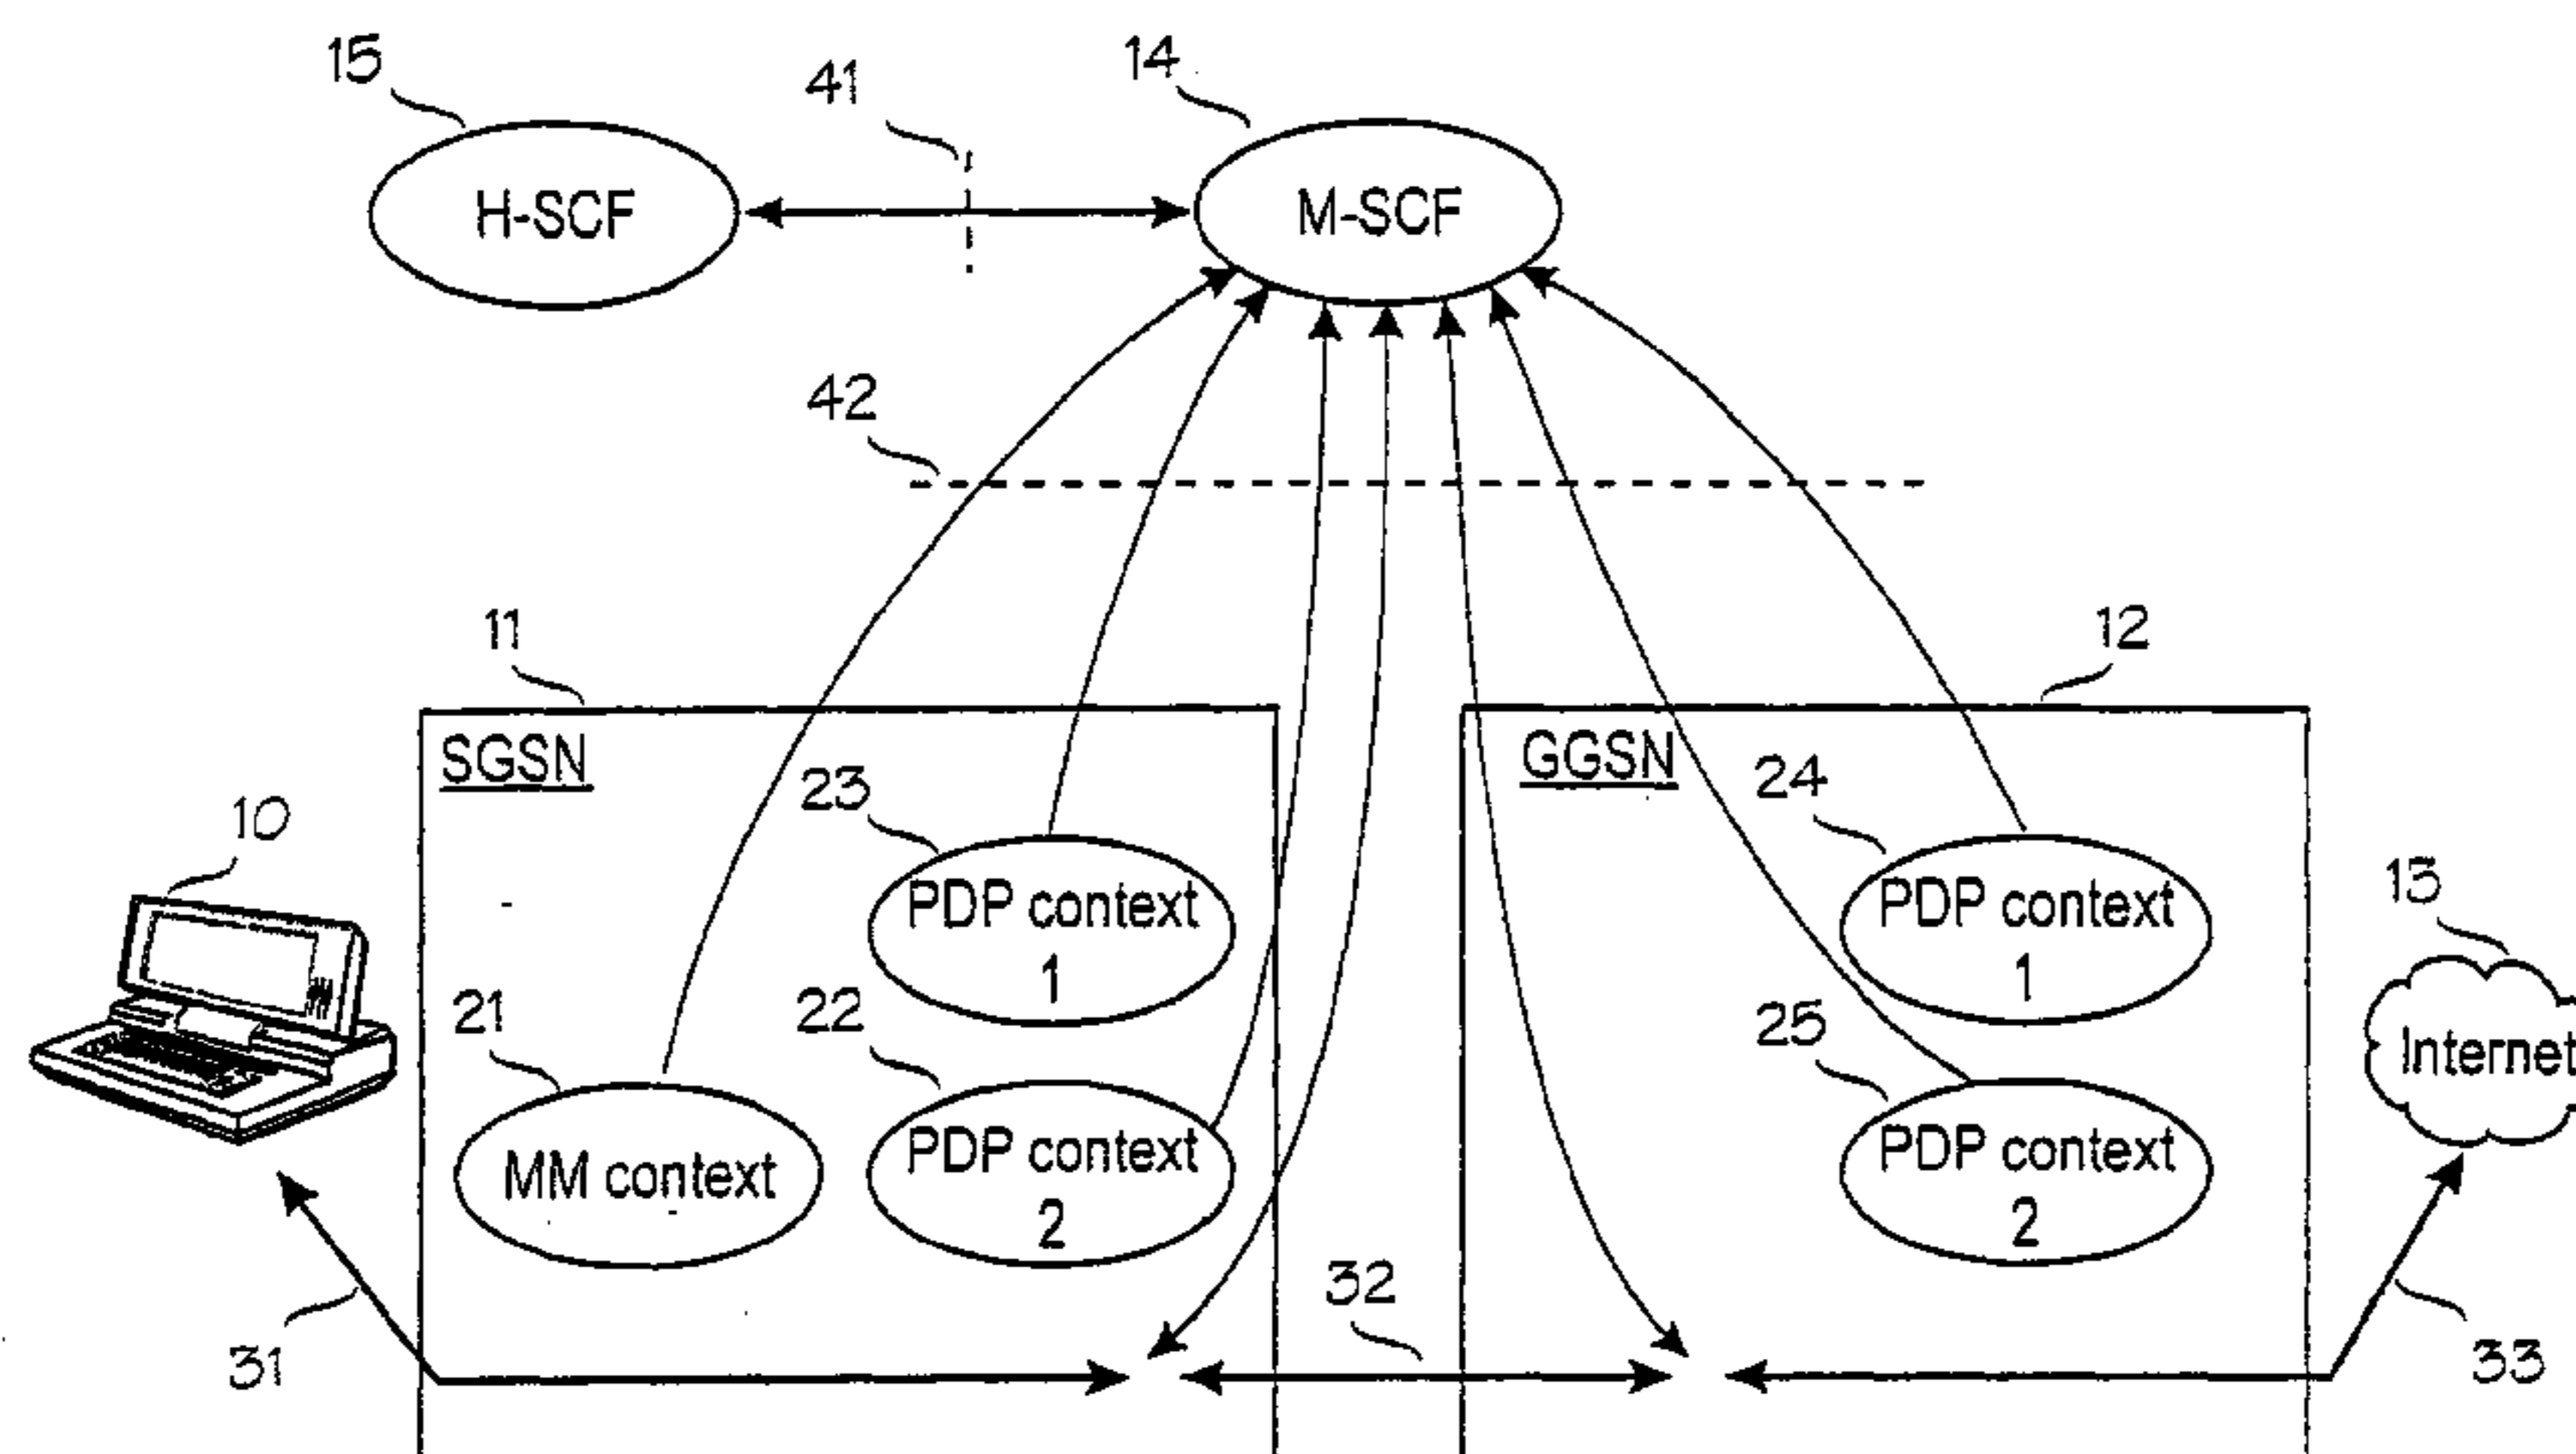 15
41
14
H-SCF
M-SCF
42
11
12
SGSN
GGSN
10
23
24
13
PDP context
1
PDP context
1
21
22
25
Internet
MM context
PDP context
2
PDP context
2
31
32
33